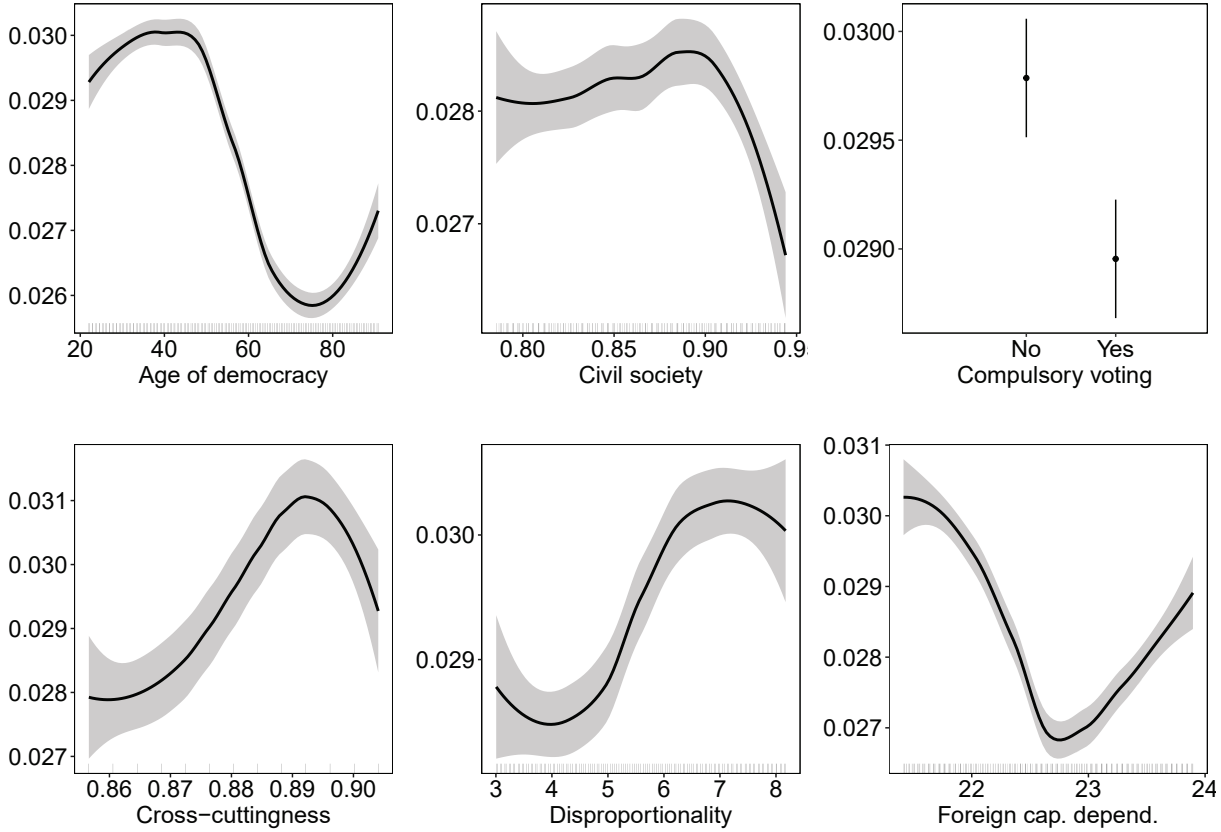 0.030
0.029
0.028
0.027
0.026
20 40 60 80
Age of democracy
0.028
0.027
0.80 0.85 0.90 0.9
Civil society
0.0300
0.0295
0.0290
No Yes
Compulsory voting
0.031
0.030
0.029
0.028
0.027
0.86 0.87 0.88 0.89 0.90
Cross−cuttingness
0.030
0.029
3 4 5 6 7 8
Disproportionality
0.031
0.030
0.029
0.028
0.027
22 23 24
Foreign cap. depend.